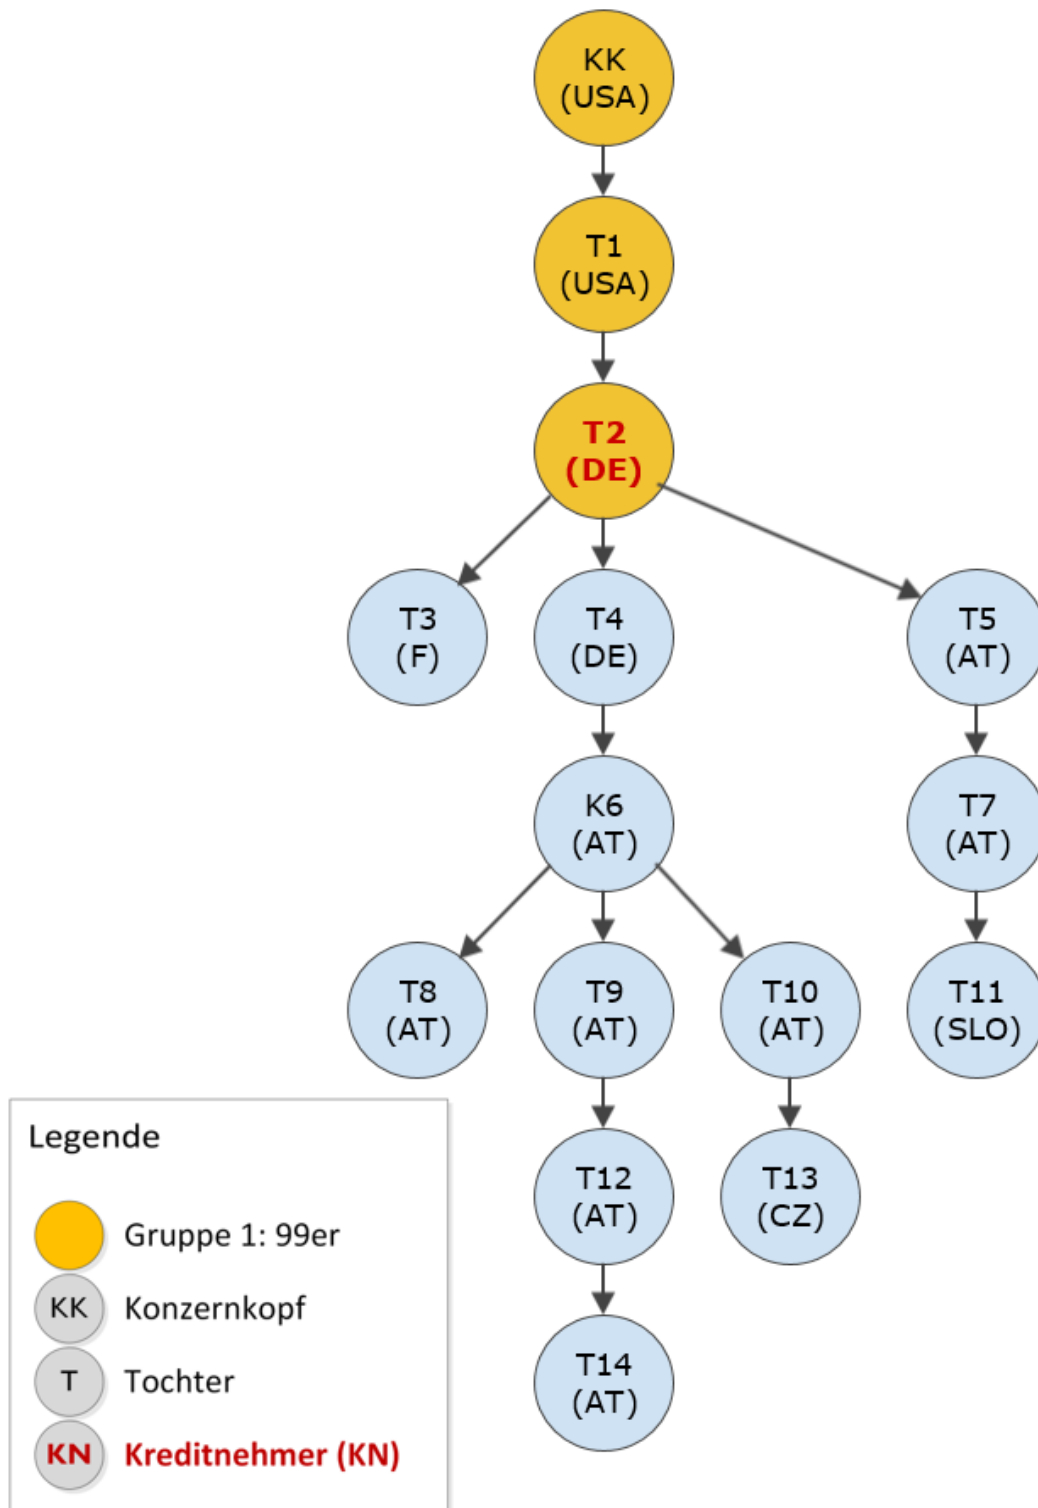 KK
(USA)
T1
(USA)
T2
(DE)
T3
(F)
T4
(DE)
T5
(AT)
K6
(AT)
T7
(AT)
T8
(AT)
T9
(AT)
T10
(AT)
T11
(SLO)
T12
(AT)
T13
(CZ)
T14
(AT)
Legende
Gruppe 1: 99er
KK Konzernkopf
T Tochter
KN Kreditnehmer (KN)